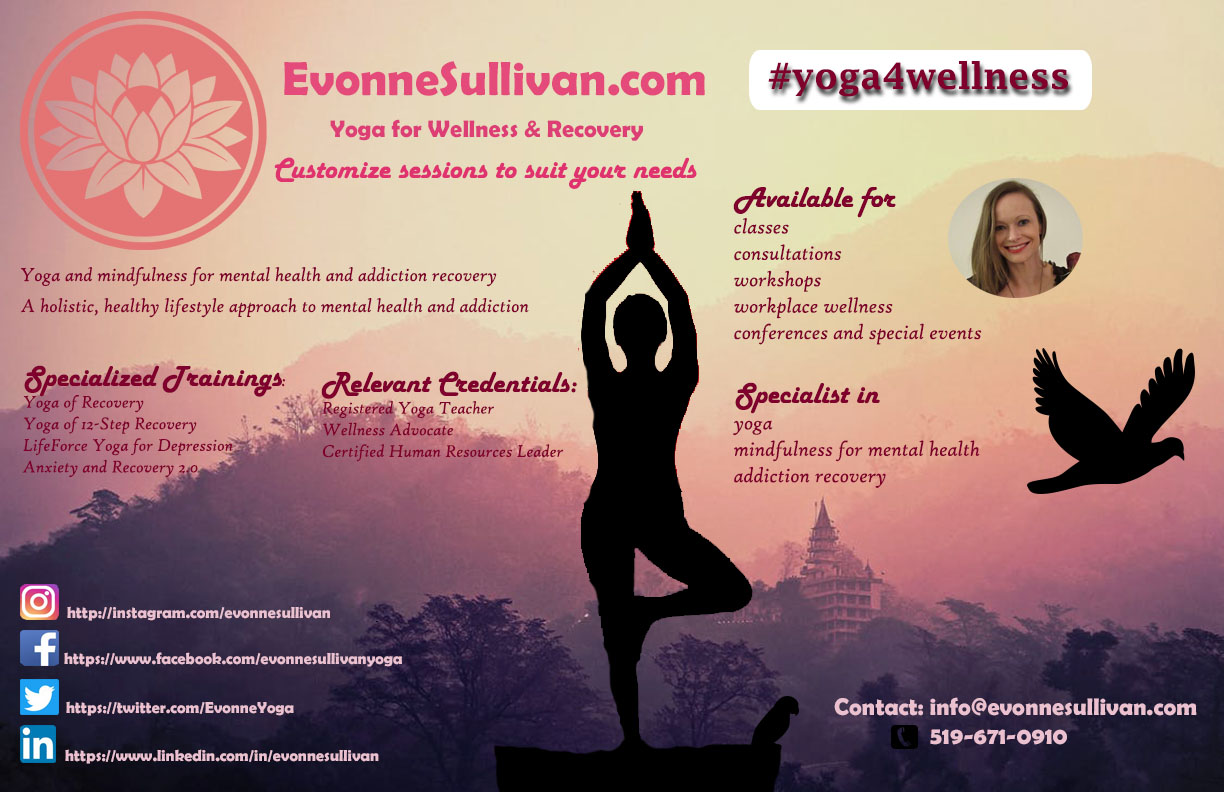 EvonneSullivan.com
Yoga for Wellness & Recovery
Customize sessions to suit your needs
#yoga4wellness
Yoga and mindfulness for mental health and addiction recovery
A holistic, healthy lifestyle approach to mental health and addiction
Specialized Trainings:
Yoga of Recovery
Yoga of 12-Step Recovery
LifeForce Yoga for Depression
Anxiety and Recovery 2.0
Relevant Credentials:
Registered Yoga Teacher
Wellness Advocate
Certified Human Resources Leader
Available for
classes
consultations
workshops
workplace wellness
conferences and special events
Specialist in
yoga
mindfulness for mental health
addiction recovery
http://instagram.com/evonnesullivan
https://www.facebook.com/evonnesullivanyoga
https://twitter.com/EvonneYoga
https://www.linkedin.com/in/evonnesullivan
Contact: info@evonnesullivan.com
519-671-0910